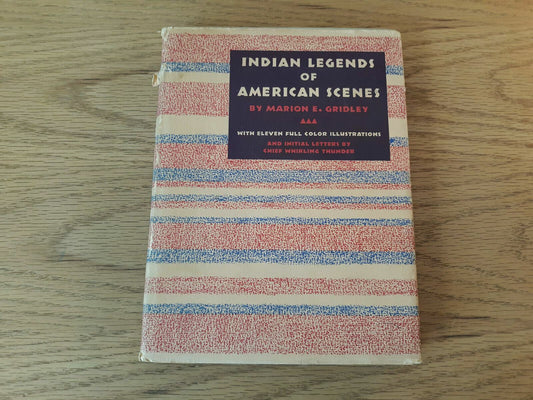 INDIAN LEGENDS
OF
AMERICAN SCENES
BY MARION E. GRIDLEY
WITH ELEVEN FULL COLOR ILLUSTRATIONS
AND INITIAL LETTERS BY
CHIEF WHIRLING THUNDER